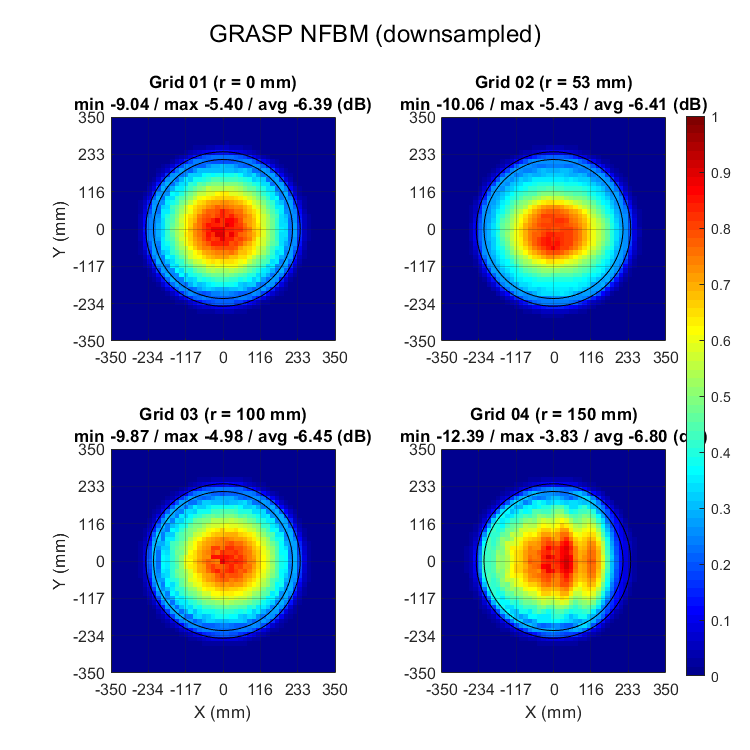 GRASP NFBM (downsampled)
Grid 01 (r = 0 mm)
min -9.04 / max -5.40 / avg -6.39 (dB)
350
233
116
0
-117
-234
-350
Y (mm)
-350 -234 -117 0 116 233 350
Grid 02 (r = 53 mm)
min -10.06 / max -5.43 / avg -6.41 (dB)
350
233
116
0
-117
-234
-350
-350 -234 -117 0 116 233 350
Grid 03 (r = 100 mm)
min -9.87 / max -4.98 / avg -6.45 (dB)
350
233
116
0
-117
-234
-350
Y (mm)
-350 -234 -117 0 116 233 350
X (mm)
Grid 04 (r = 150 mm)
min -12.39 / max -3.83 / avg -6.80 (dB)
350
233
116
0
-117
-234
-350
-350 -234 -117 0 116 233 350
X (mm)
1
0.9
0.8
0.7
0.6
0.5
0.4
0.3
0.2
0.1
0